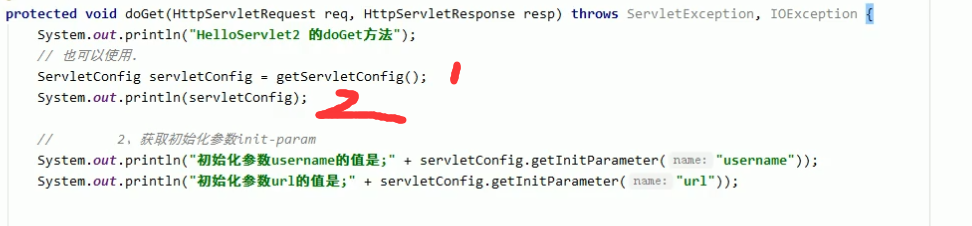 protected void doGet(HttpServletRequest req, HttpServletResponse resp) throws ServletException, IOException {
System.out.println("HelloServlet2 的doGet方法");
// 也可以使用.
ServletConfig servletConfig = getServletConfig(); 1
System.out.println(servletConfig); 2
// 2、获取初始化参数init-param
System.out.println("初始化参数username的值是;" + servletConfig.getInitParameter( name: "username"));
System.out.println("初始化参数url的值是;" + servletConfig.getInitParameter( name: "url"));